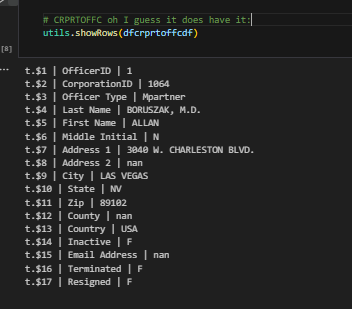 # CRPRTOFFC oh I guess it does have it:
utils.showRows(dfcrprtoffcdf)
[8]
...
t.$1 | OfficerID | 1
t.$2 | CorporationID | 1064
t.$3 | Officer Type | Mpartner
t.$4 | Last Name | BORUSZAK, M.D.
t.$5 | First Name | ALLAN
t.$6 | Middle Initial | N
t.$7 | Address 1 | 3040 W. CHARLESTON BLVD.
t.$8 | Address 2 | nan
t.$9 | City | LAS VEGAS
t.$10 | State | NV
t.$11 | Zip | 89102
t.$12 | County | nan
t.$13 | Country | USA
t.$14 | Inactive | F
t.$15 | Email Address | nan
t.$16 | Terminated | F
t.$17 | Resigned | F